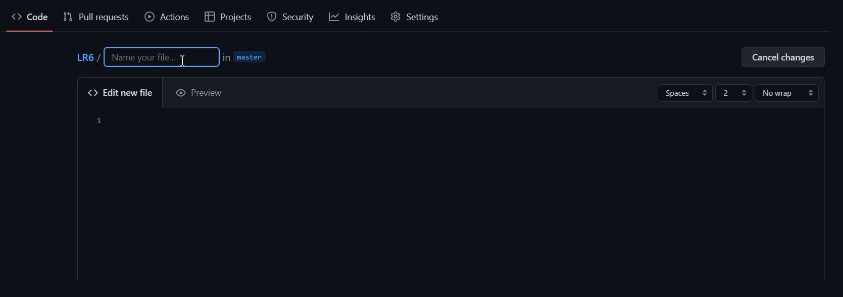 Code Pull requests Actions Projects Security Insights Settings
LR6 / Name your file... in master Cancel changes
Edit new file Preview Spaces 2 No wrap
1